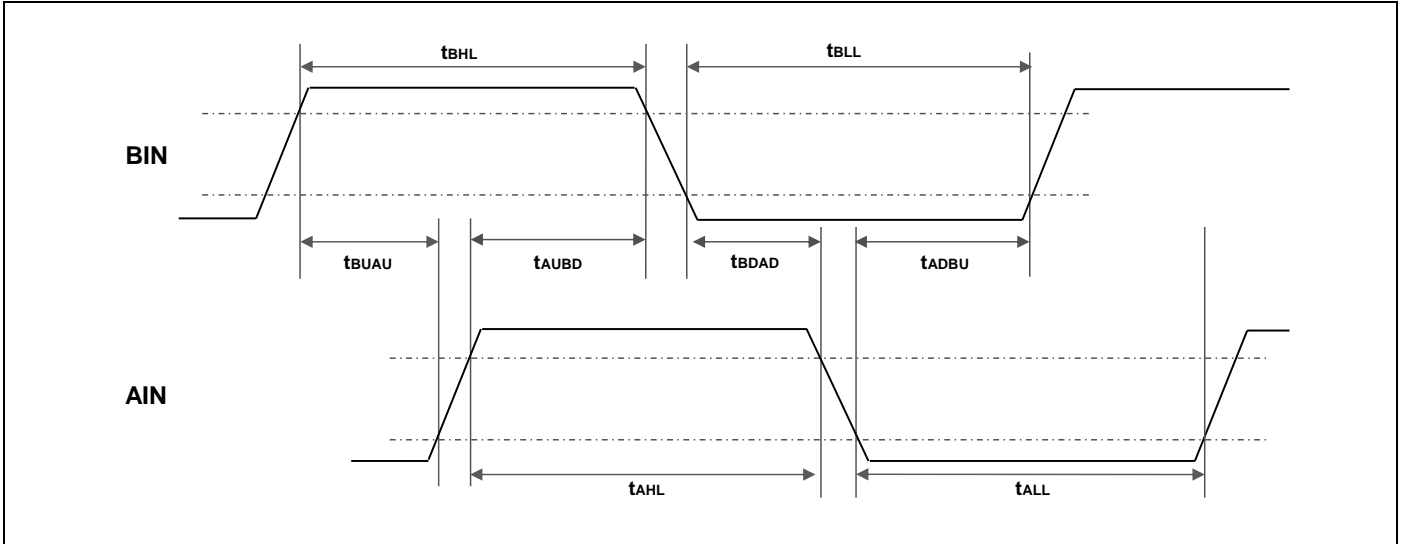 tBHL tBLL
BIN
tBUAU tAUBD tBDAD tADBU
AIN
tAHL tALL